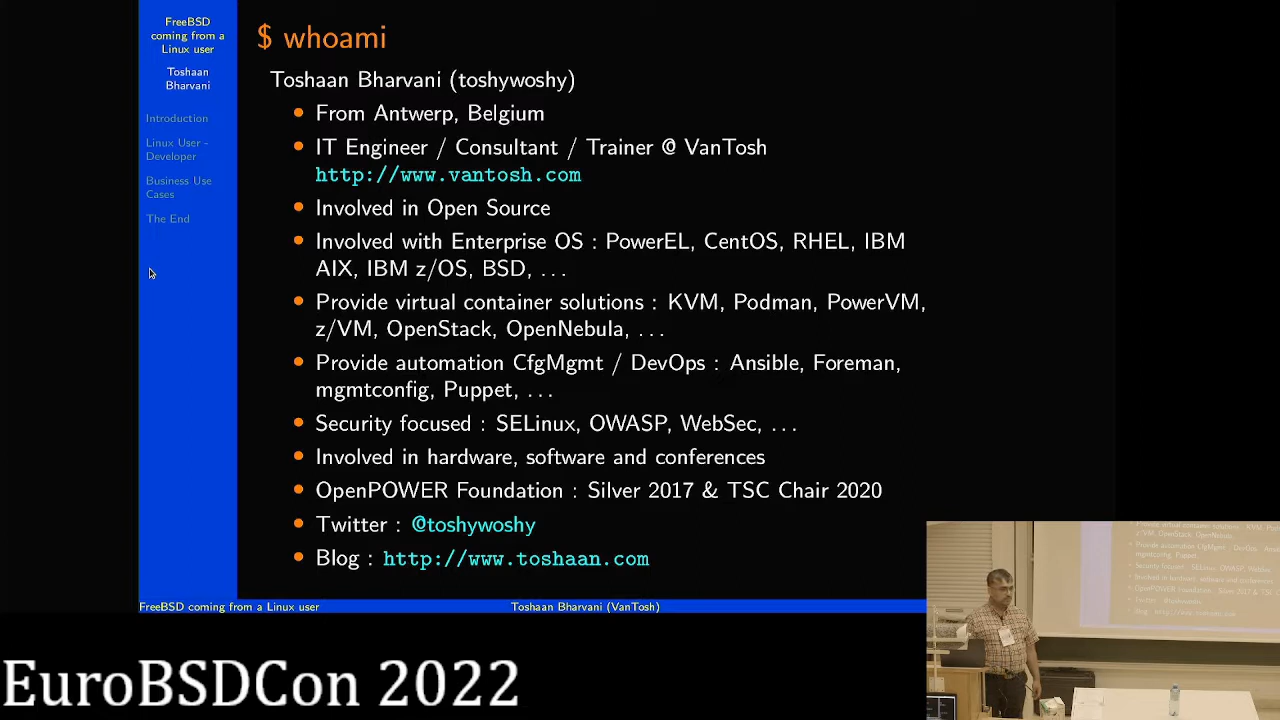 FreeBSD
coming from a
Linux user
Toshaan
Bharvani
Introduction
Linux User -
Developer
Business Use
Cases
The End
$ whoami
Toshaan Bharvani (toshywoshy)
• From Antwerp, Belgium
• IT Engineer / Consultant / Trainer @ VanTosh
http://www.vantosh.com
• Involved in Open Source
• Involved with Enterprise OS : PowerEL, CentOS, RHEL, IBM
AIX, IBM z/OS, BSD, ...
• Provide virtual container solutions : KVM, Podman, PowerVM,
z/VM, OpenStack, OpenNebula, ...
• Provide automation CfgMgmt / DevOps : Ansible, Foreman,
mgmtconfig, Puppet, ...
• Security focused : SELinux, OWASP, WebSec, ...
• Involved in hardware, software and conferences
• OpenPOWER Foundation : Silver 2017 & TSC Chair 2020
• Twitter : @toshywoshy
• Blog : http://www.toshaan.com
FreeBSD coming from a Linux user
Toshaan Bharvani (VanTosh)
EuroBSDCon 2022